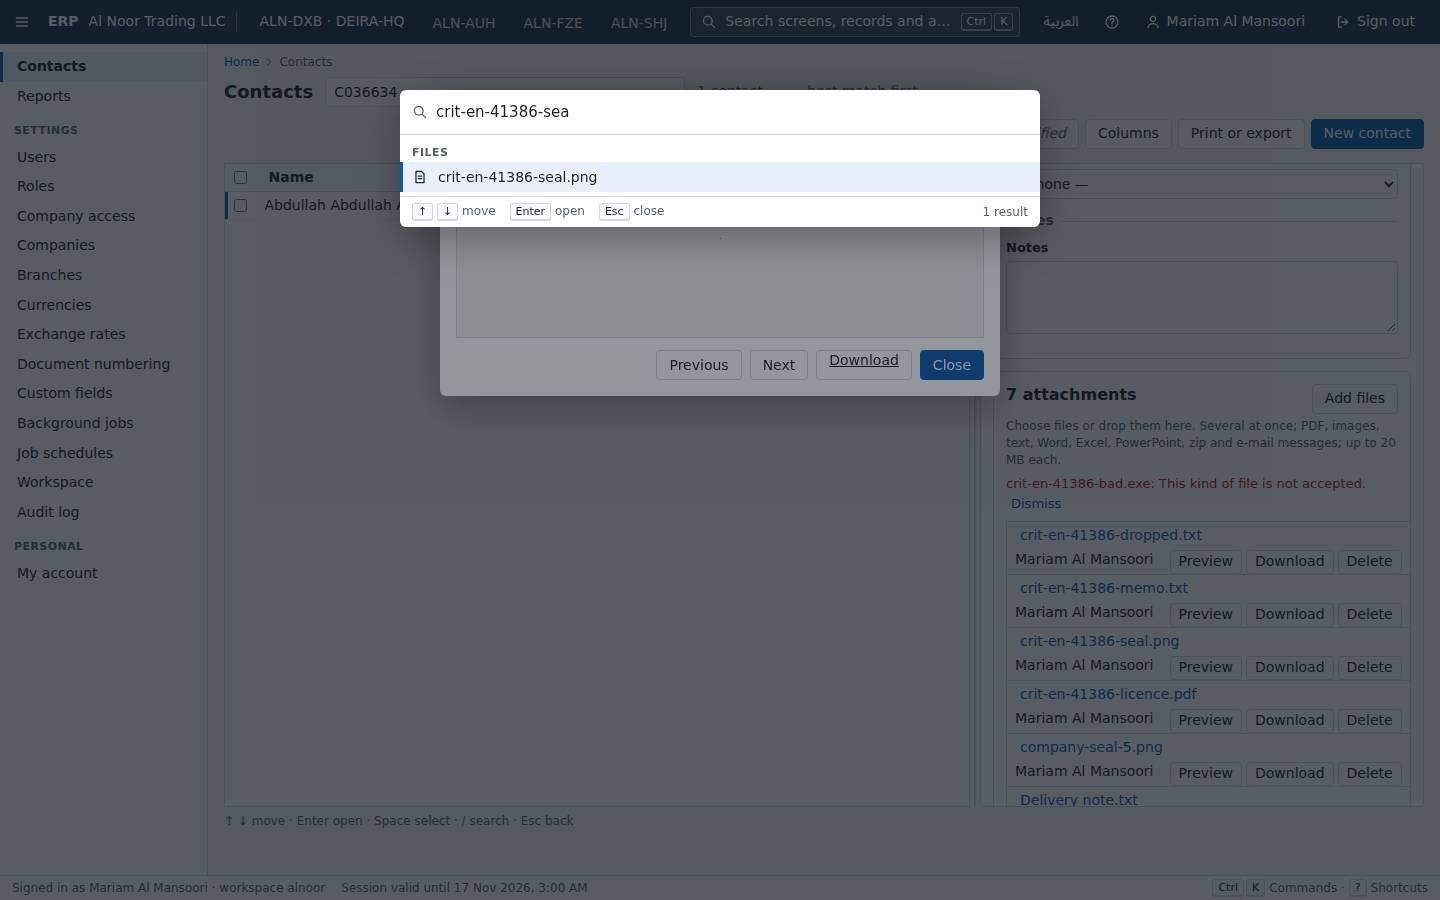 ERP Al Noor Trading LLC ALN-DXB · DEIRA-HQ ALN-AUH ALN-FZE ALN-SHJ Search screens, records and a… Ctrl K العربية Mariam Al Mansoori Sign out
Contacts
Reports
SETTINGS
Users
Roles
Company access
Companies
Branches
Currencies
Exchange rates
Document numbering
Custom fields
Background jobs
Job schedules
Workspace
Audit log
PERSONAL
My account
Home > Contacts
Contacts C036634
Columns Print or export New contact
Name
Abdullah Abdullah
crit-en-41386-sea
FILES
crit-en-41386-seal.png
↑ ↓ move Enter open Esc close 1 result
Previous Next Download Close
Notes
7 attachments Add files
Choose files or drop them here. Several at once; PDF, images,
text, Word, Excel, PowerPoint, zip and e-mail messages; up to 20
MB each.
crit-en-41386-bad.exe: This kind of file is not accepted.
Dismiss
crit-en-41386-dropped.txt
Mariam Al Mansoori Preview Download Delete
crit-en-41386-memo.txt
Mariam Al Mansoori Preview Download Delete
crit-en-41386-seal.png
Mariam Al Mansoori Preview Download Delete
crit-en-41386-licence.pdf
Mariam Al Mansoori Preview Download Delete
company-seal-5.png
Mariam Al Mansoori Preview Download Delete
Delivery note.txt
↑ ↓ move · Enter open · Space select · / search · Esc back
Signed in as Mariam Al Mansoori · workspace alnoor Session valid until 17 Nov 2026, 3:00 AM Ctrl K Commands · ? Shortcuts